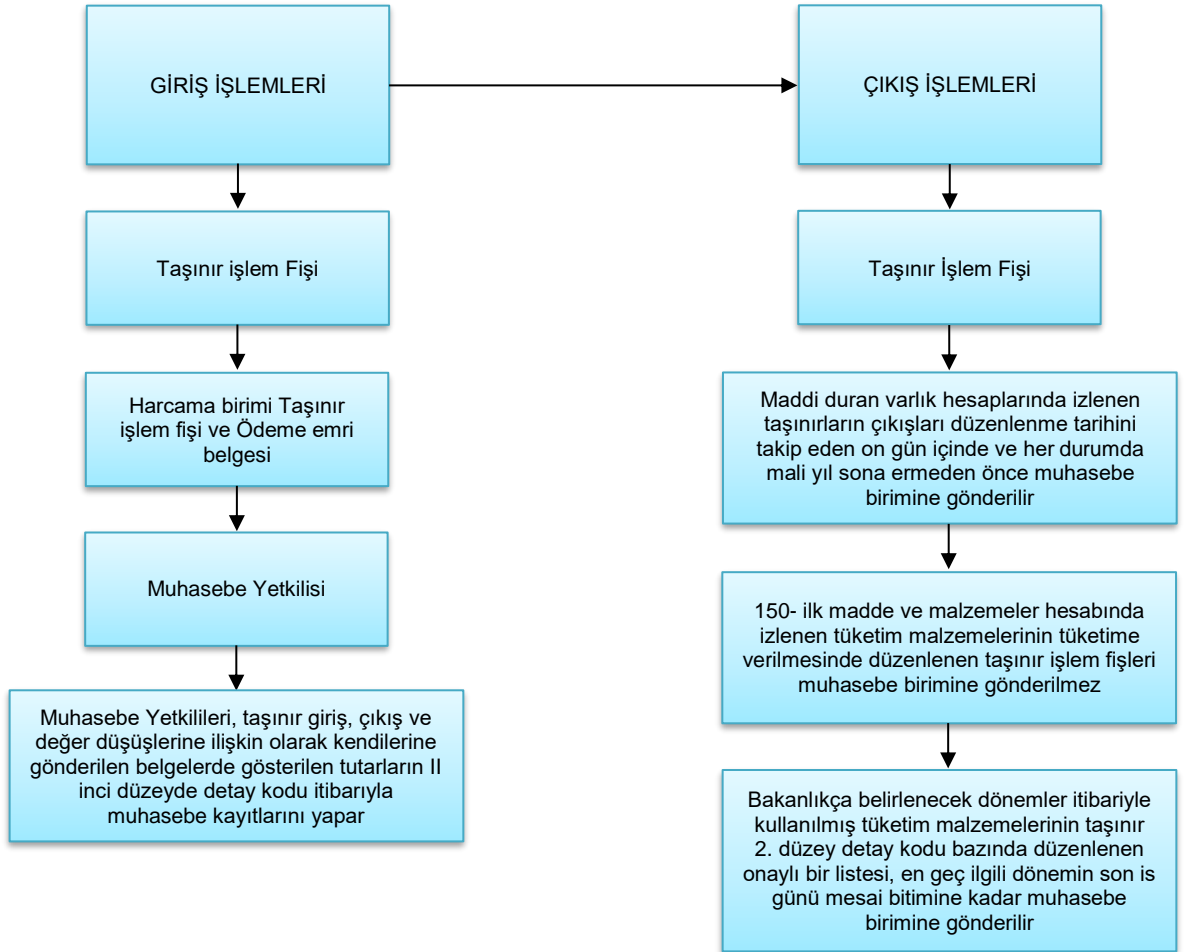 GİRİŞ İŞLEMLERİ
Taşınır işlem Fişi
Harcama birimi Taşınır
işlem fişi ve Ödeme emri
belgesi
Muhasebe Yetkilisi
Muhasebe Yetkilileri, taşınır giriş, çıkış ve
değer düşüşlerine ilişkin olarak kendilerine
gönderilen belgelerde gösterilen tutarların II
inci düzeyde detay kodu itibarıyla
muhasebe kayıtlarını yapar
ÇIKIŞ İŞLEMLERİ
Taşınır İşlem Fişi
Maddi duran varlık hesaplarında izlenen
taşınırların çıkışları düzenlenme tarihini
takip eden on gün içinde ve her durumda
mali yıl sona ermeden önce muhasebe
birimine gönderilir
150- ilk madde ve malzemeler hesabında
izlenen tüketim malzemelerinin tüketime
verilmesinde düzenlenen taşınır işlem fişleri
muhasebe birimine gönderilmez
Bakanlıkça belirlenecek dönemler itibariyle
kullanılmış tüketim malzemelerinin taşınır
2. düzey detay kodu bazında düzenlenen
onaylı bir listesi, en geç ilgili dönemin son is
günü mesai bitimine kadar muhasebe
birimine gönderilir